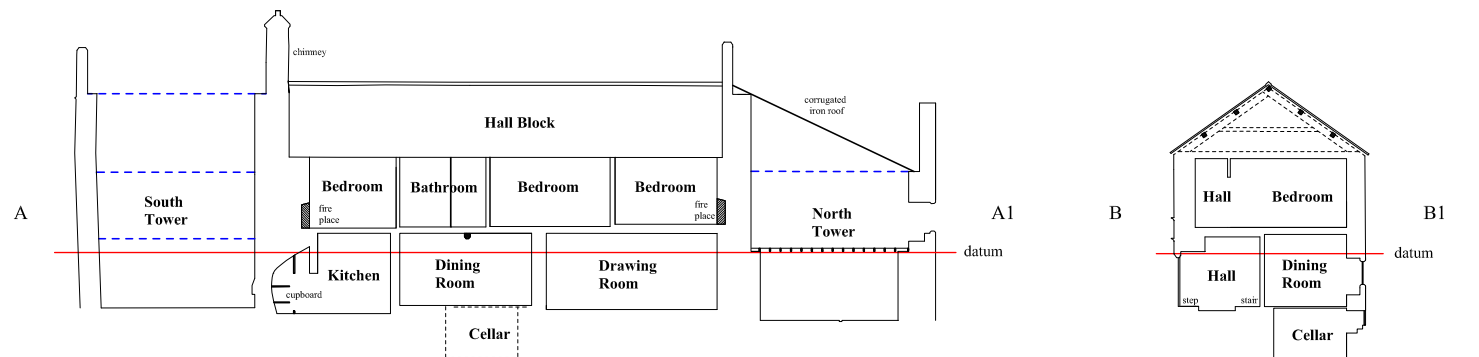 chimney
corrugated
iron roof
Hall Block
Bedroom
Bathroom
Bedroom
Bedroom
fire
place
fire
place
South
Tower
North
Tower
A
A1
datum
Kitchen
cupboard
Dining
Room
Drawing
Room
Cellar
Hall
Bedroom
B
B1
datum
Hall
step
stair
Dining
Room
Cellar